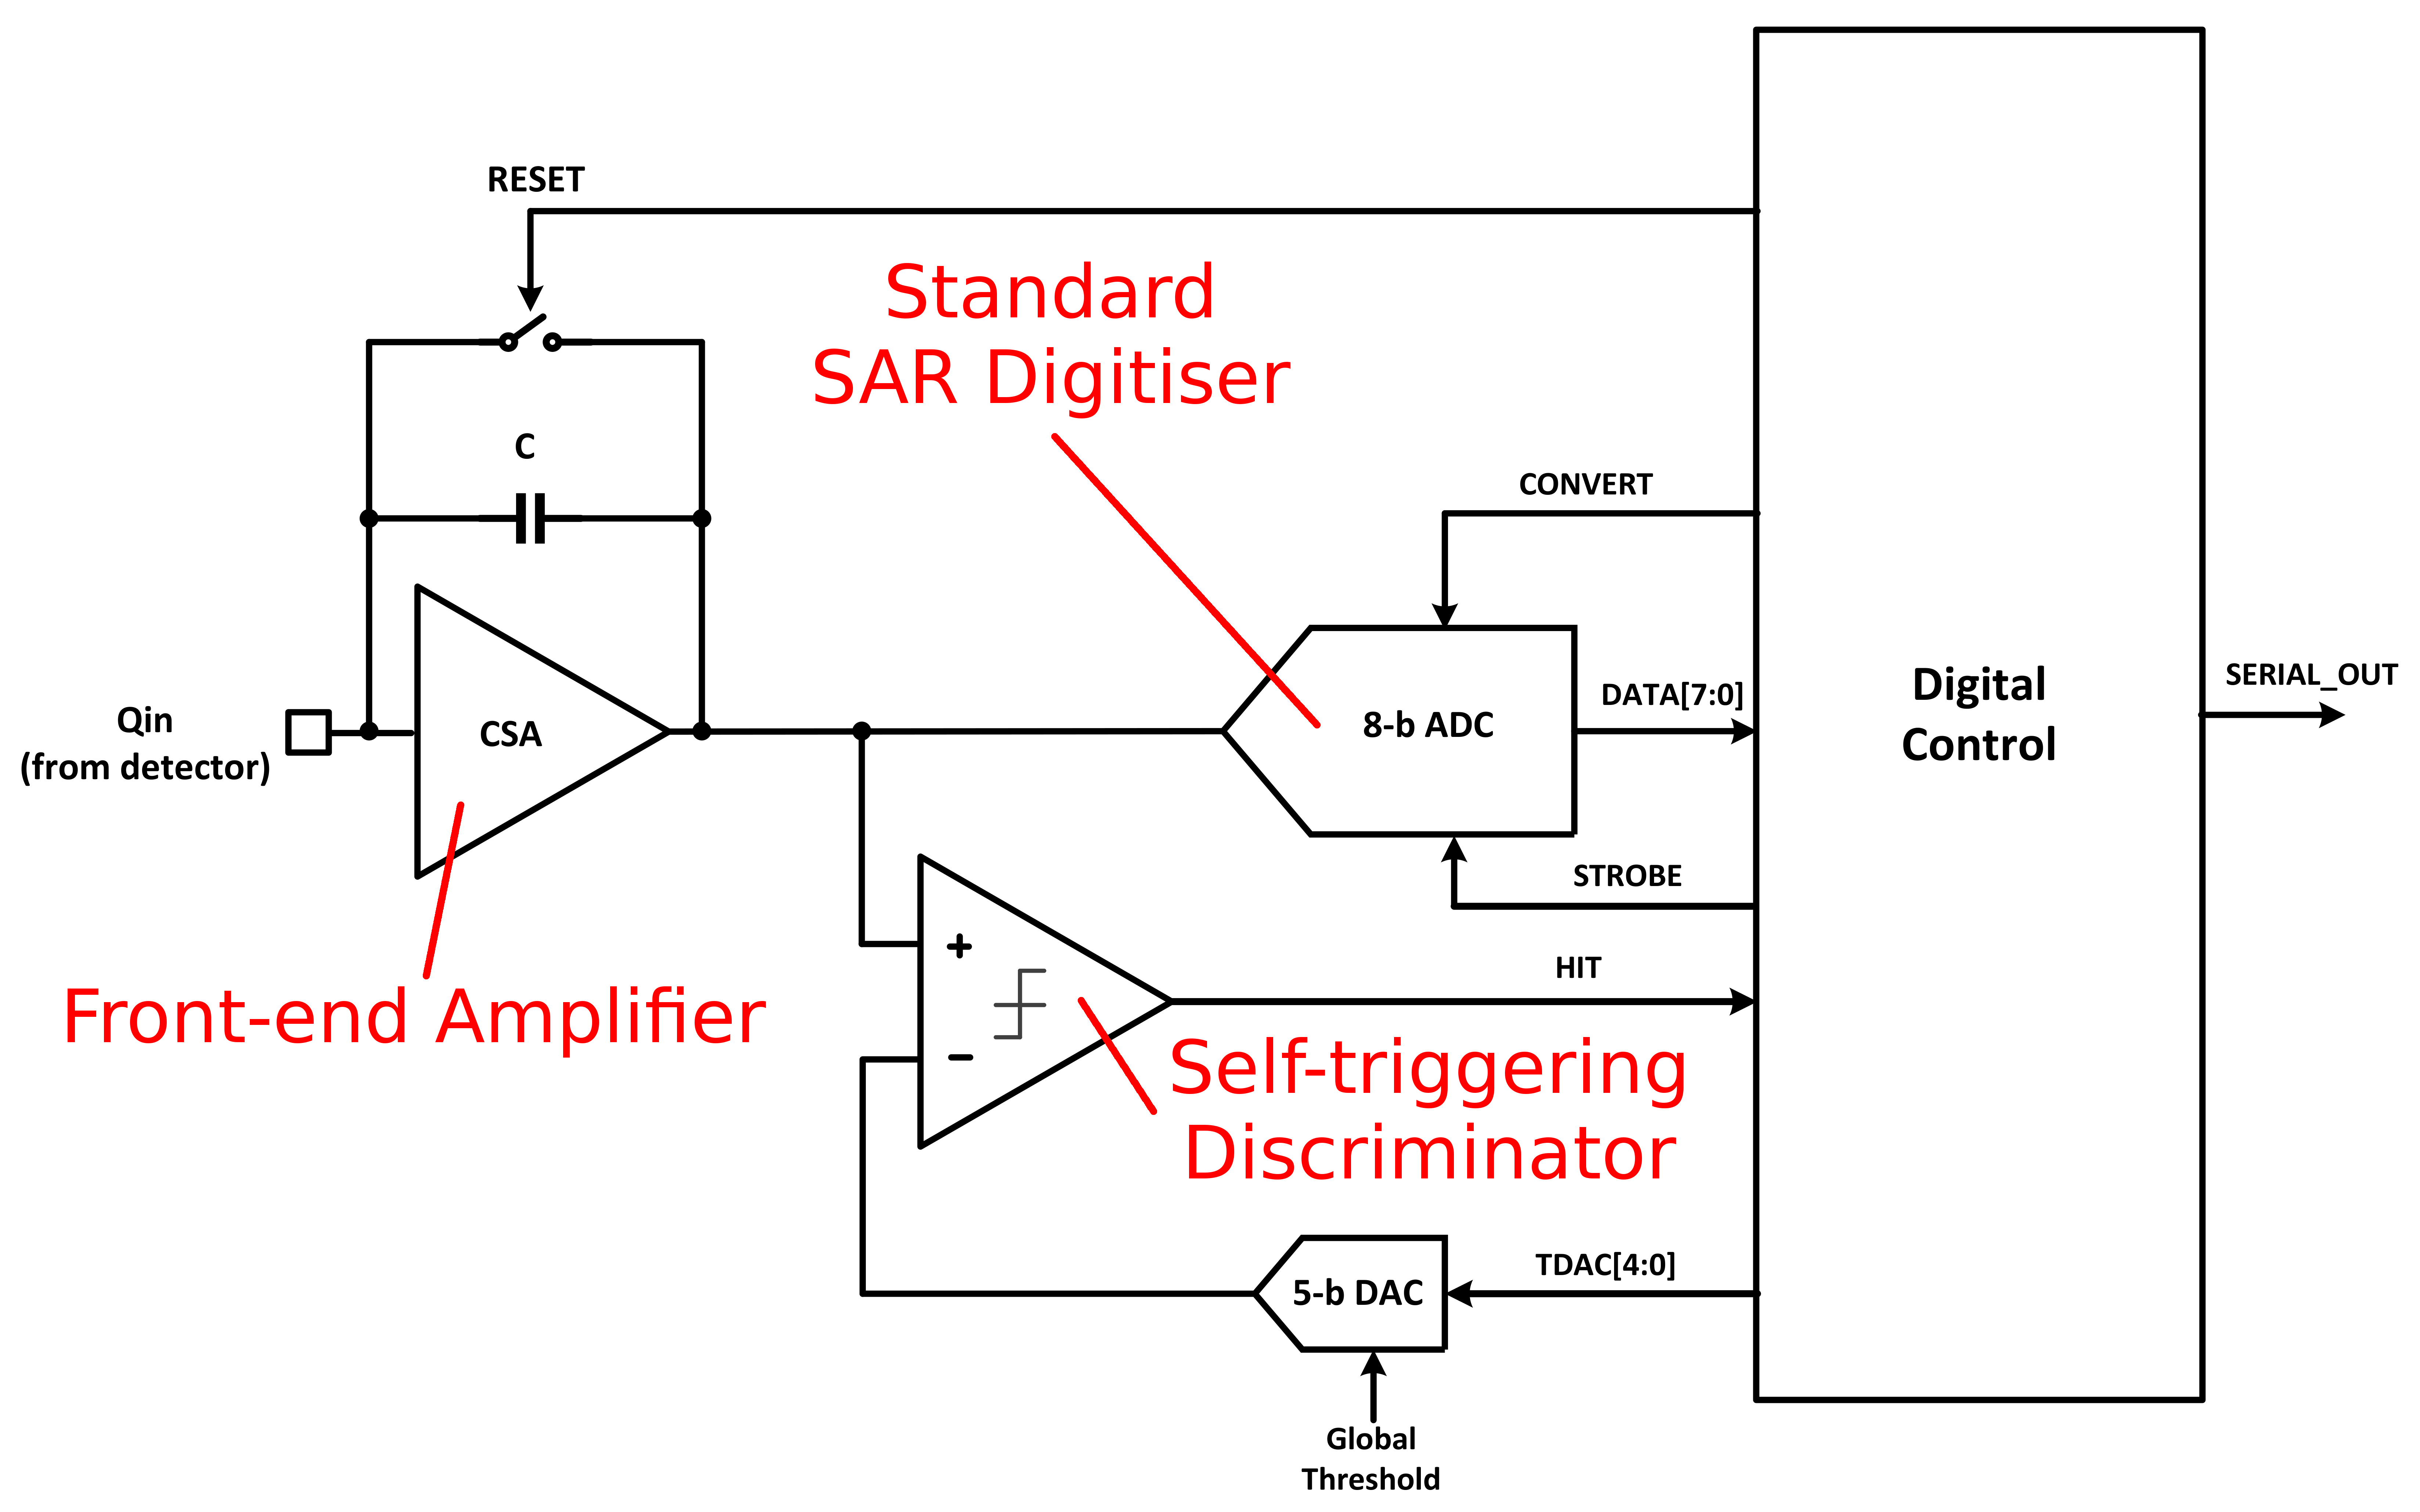 RESET
Standard
SAR Digitiser
C
CONVERT
Qin
(from detector)
CSA
8-b ADC
DATA[7:0]
Digital
Control
SERIAL_OUT
STROBE
+
HIT
Front-end Amplifier
−
Self-triggering
Discriminator
5-b DAC
TDAC[4:0]
Global
Threshold